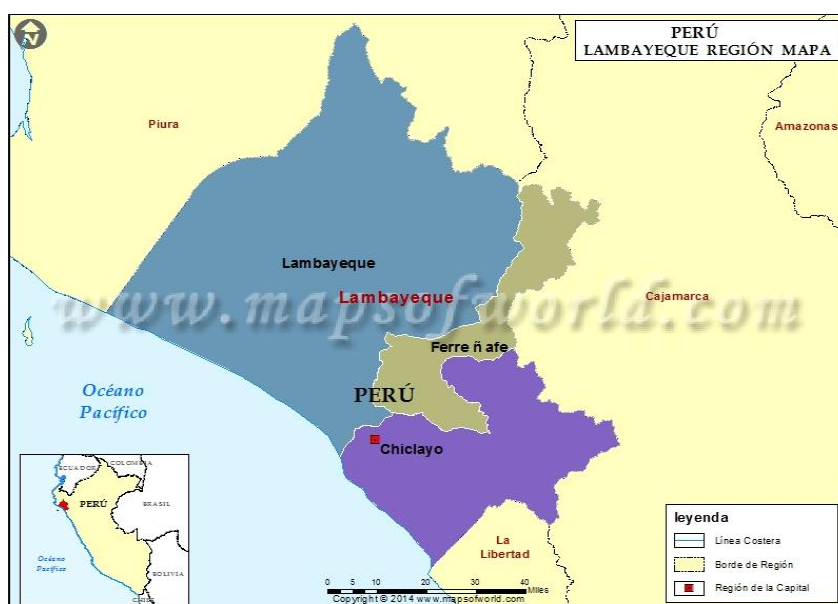 N
PERÚ
LAMBAYEQUE REGIÓN MAPA
Piura
Amazonas
Lambayeque
Lambayeque
Cajamarca
www.mapsofworld.com
Ferre ñ afe
Océano
Pacífico
PERÚ
Chiclayo
ECUADOR
COLOMBIA
PERÚ
BRASIL
Océano
Pacífico
BOLIVIA
CHILE
La
Libertad
leyenda
Línea Costera
Borde de Región
Región de la Capital
0 5 10 20 30 40 Miles
Copyright © 2014 www.mapsofworld.com